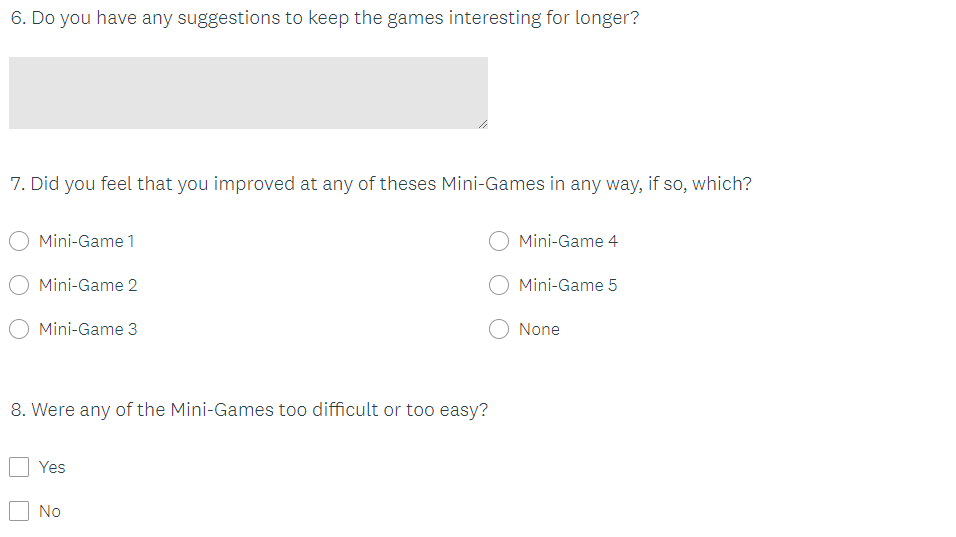 6. Do you have any suggestions to keep the games interesting for longer?
7. Did you feel that you improved at any of theses Mini-Games in any way, if so, which?
Mini-Game 1
Mini-Game 4
Mini-Game 2
Mini-Game 5
Mini-Game 3
None
8. Were any of the Mini-Games too difficult or too easy?
Yes
No